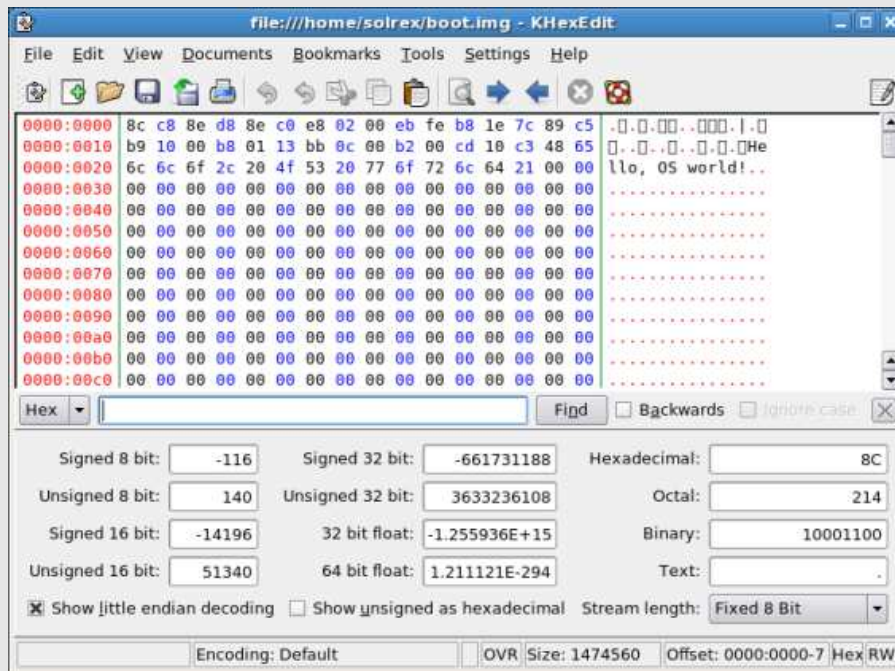 file:///home/solrex/boot.img - KHexEdit
File Edit View Documents Bookmarks Tools Settings Help
0000:0000 8c c8 8e d8 8e c0 e8 02 00 eb fe b8 1e 7c 89 c5 .▯.▯.▯▯..▯▯▯.|.▯
0000:0010 b9 10 00 b8 01 13 bb 0c 00 b2 00 cd 10 c3 48 65 ▯..▯..▯..▯.▯.▯He
0000:0020 6c 6c 6f 2c 20 4f 53 20 77 6f 72 6c 64 21 00 00 llo, OS world!..
0000:0030 00 00 00 00 00 00 00 00 00 00 00 00 00 00 00 00 ................
0000:0040 00 00 00 00 00 00 00 00 00 00 00 00 00 00 00 00 ................
0000:0050 00 00 00 00 00 00 00 00 00 00 00 00 00 00 00 00 ................
0000:0060 00 00 00 00 00 00 00 00 00 00 00 00 00 00 00 00 ................
0000:0070 00 00 00 00 00 00 00 00 00 00 00 00 00 00 00 00 ................
0000:0080 00 00 00 00 00 00 00 00 00 00 00 00 00 00 00 00 ................
0000:0090 00 00 00 00 00 00 00 00 00 00 00 00 00 00 00 00 ................
0000:00a0 00 00 00 00 00 00 00 00 00 00 00 00 00 00 00 00 ................
0000:00b0 00 00 00 00 00 00 00 00 00 00 00 00 00 00 00 00 ................
0000:00c0 00 00 00 00 00 00 00 00 00 00 00 00 00 00 00 00 ................
Hex Find Backwards Ignore case
Signed 8 bit: -116 Signed 32 bit: -661731188 Hexadecimal: 8C
Unsigned 8 bit: 140 Unsigned 32 bit: 3633236108 Octal: 214
Signed 16 bit: -14196 32 bit float: -1.255936E+15 Binary: 10001100
Unsigned 16 bit: 51340 64 bit float: 1.211121E-294 Text: .
Show little endian decoding Show unsigned as hexadecimal Stream length: Fixed 8 Bit
Encoding: Default OVR Size: 1474560 Offset: 0000:0000-7 Hex RW